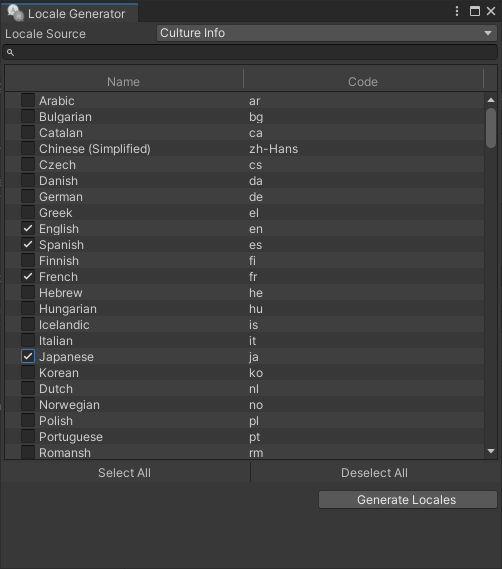 Locale Generator
Locale Source Culture Info
Name Code
Arabic ar
Bulgarian bg
Catalan ca
Chinese (Simplified) zh-Hans
Czech cs
Danish da
German de
Greek el
English en
Spanish es
Finnish fi
French fr
Hebrew he
Hungarian hu
Icelandic is
Italian it
Japanese ja
Korean ko
Dutch nl
Norwegian no
Polish pl
Portuguese pt
Romansh rm
Select All Deselect All
Generate Locales